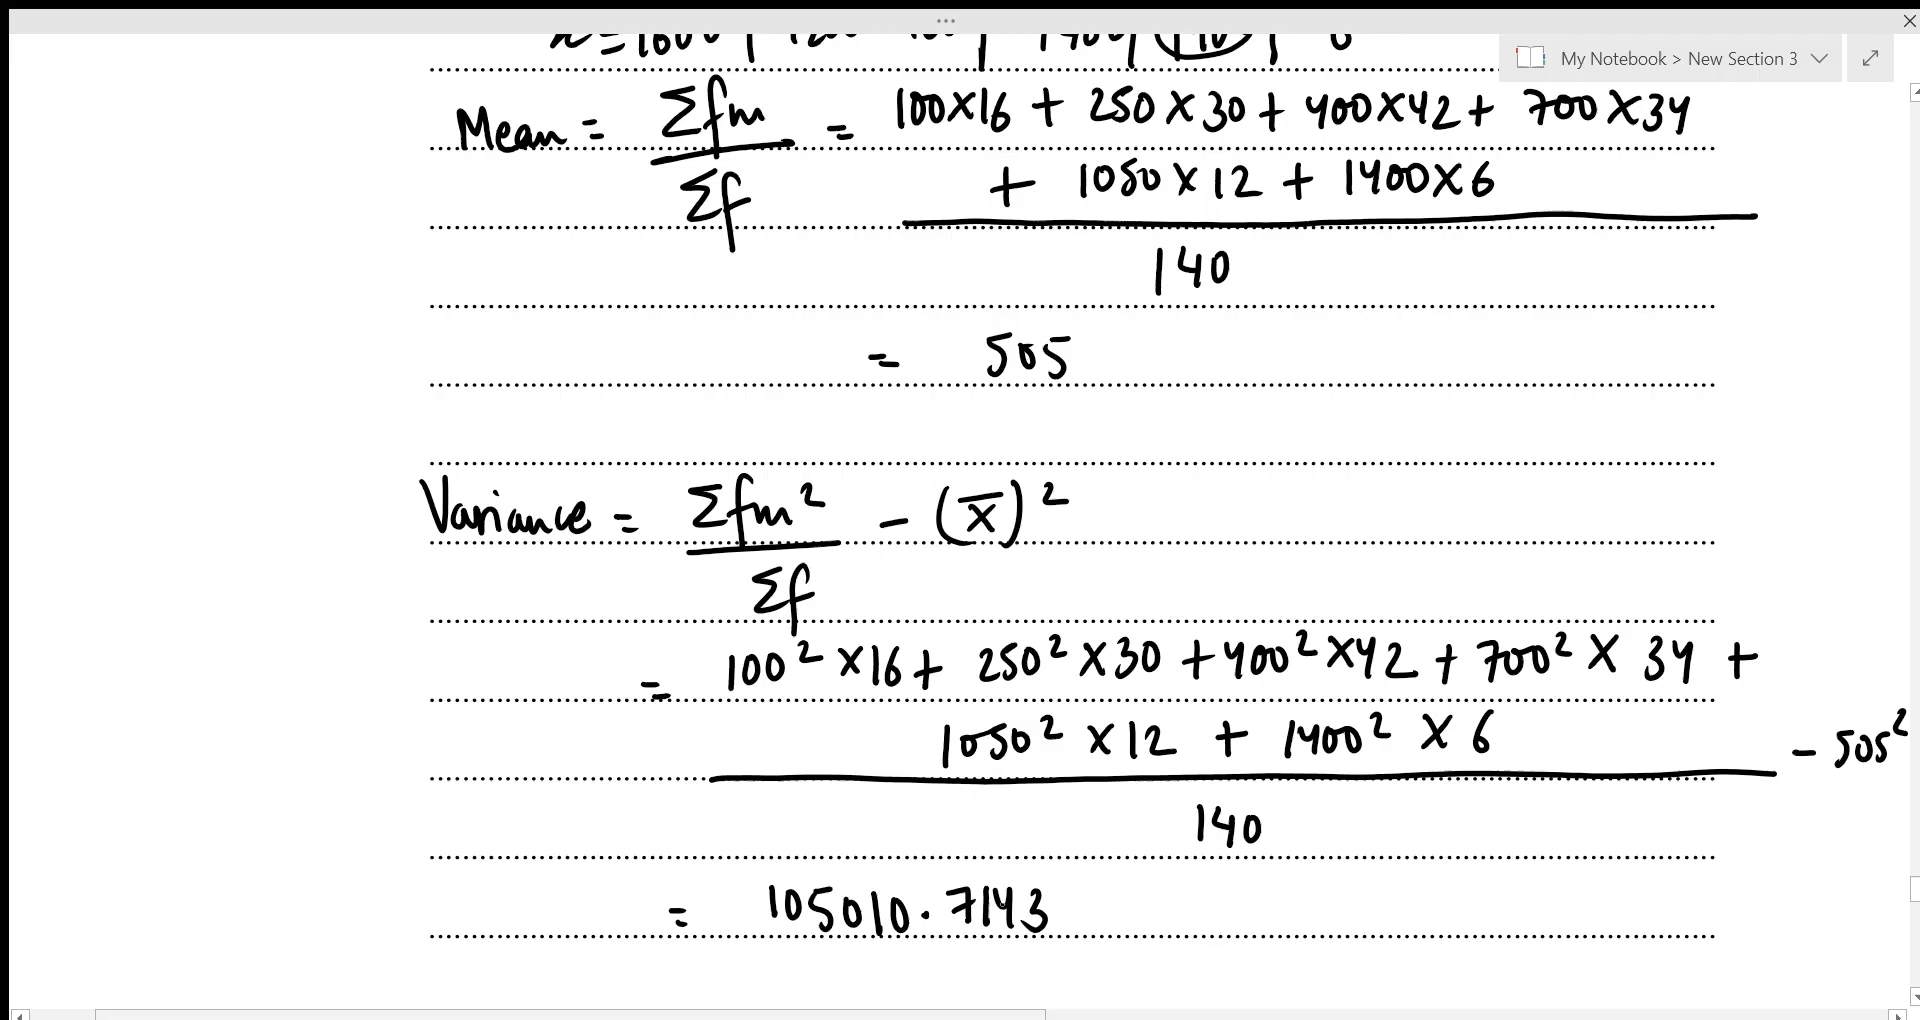 My Notebook > New Section 3
Mean = Σfm / Σf = 100×16 + 250×30 + 400×42 + 700×34
+ 1050×12 + 1400×6
140
= 505
Variance = Σfm² / Σf − (x̄)²
= 100²×16 + 250²×30 + 400²×42 + 700²×34 +
1050²×12 + 1400²×6 − 505²
140
= 105010.7143